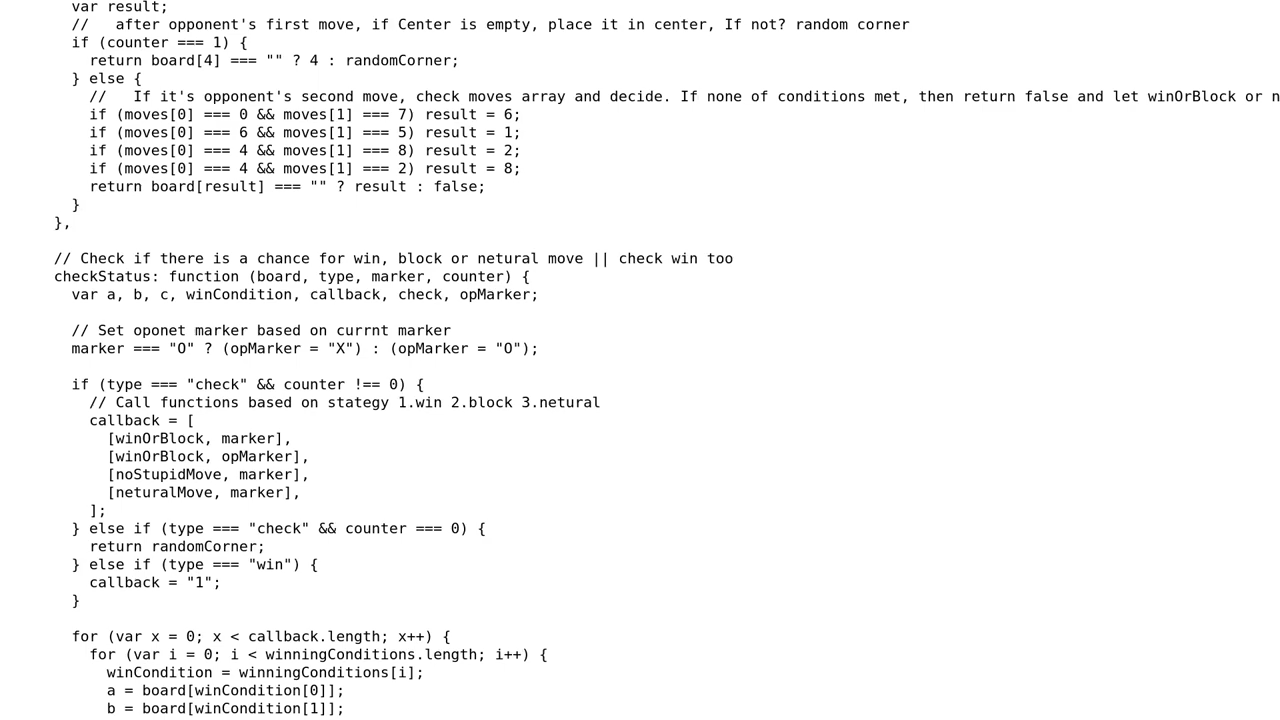 var result;
//   after opponent's first move, if Center is empty, place it in center, If not? random corner
if (counter === 1) {
return board[4] === "" ? 4 : randomCorner;
} else {
//   If it's opponent's second move, check moves array and decide. If none of conditions met, then return false and let winOrBlock or n
if (moves[0] === 0 && moves[1] === 7) result = 6;
if (moves[0] === 6 && moves[1] === 5) result = 1;
if (moves[0] === 4 && moves[1] === 8) result = 2;
if (moves[0] === 4 && moves[1] === 2) result = 8;
return board[result] === "" ? result : false;
}
},
// Check if there is a chance for win, block or netural move || check win too
checkStatus: function (board, type, marker, counter) {
var a, b, c, winCondition, callback, check, opMarker;
// Set oponet marker based on currnt marker
marker === "O" ? (opMarker = "X") : (opMarker = "O");
if (type === "check" && counter !== 0) {
// Call functions based on stategy 1.win 2.block 3.netural
callback = [
[winOrBlock, marker],
[winOrBlock, opMarker],
[noStupidMove, marker],
[neturalMove, marker],
];
} else if (type === "check" && counter === 0) {
return randomCorner;
} else if (type === "win") {
callback = "1";
}
for (var x = 0; x < callback.length; x++) {
for (var i = 0; i < winningConditions.length; i++) {
winCondition = winningConditions[i];
a = board[winCondition[0]];
b = board[winCondition[1]];